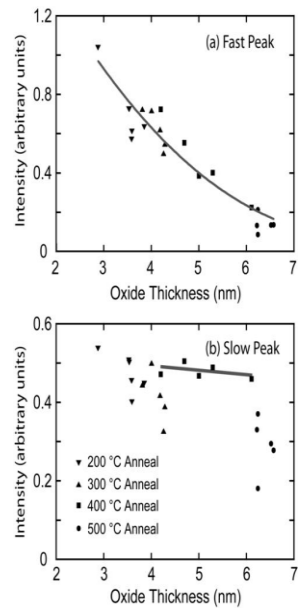 1.2
(a) Fast Peak
0.8
0.4
0
Intensity (arbitrary units)
2 3 4 5 6 7
Oxide Thickness (nm)
0.6
(b) Slow Peak
0.4
0.2
0
Intensity (arbitrary units)
200 °C Anneal
300 °C Anneal
400 °C Anneal
500 °C Anneal
2 3 4 5 6 7
Oxide Thickness (nm)